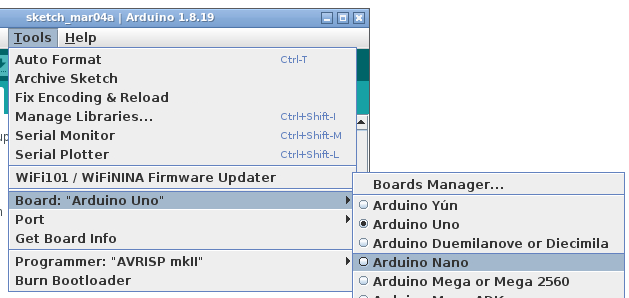 sketch_mar04a | Arduino 1.8.19
Tools Help
Auto Format Ctrl-T
Archive Sketch
Fix Encoding & Reload
Manage Libraries... Ctrl+Shift-I
Serial Monitor Ctrl+Shift-M
Serial Plotter Ctrl+Shift-L
WiFi101 / WiFiNINA Firmware Updater
Board: "Arduino Uno"
Port
Get Board Info
Programmer: "AVRISP mkII"
Burn Bootloader
Boards Manager...
Arduino Yún
Arduino Uno
Arduino Duemilanove or Diecimila
Arduino Nano
Arduino Mega or Mega 2560